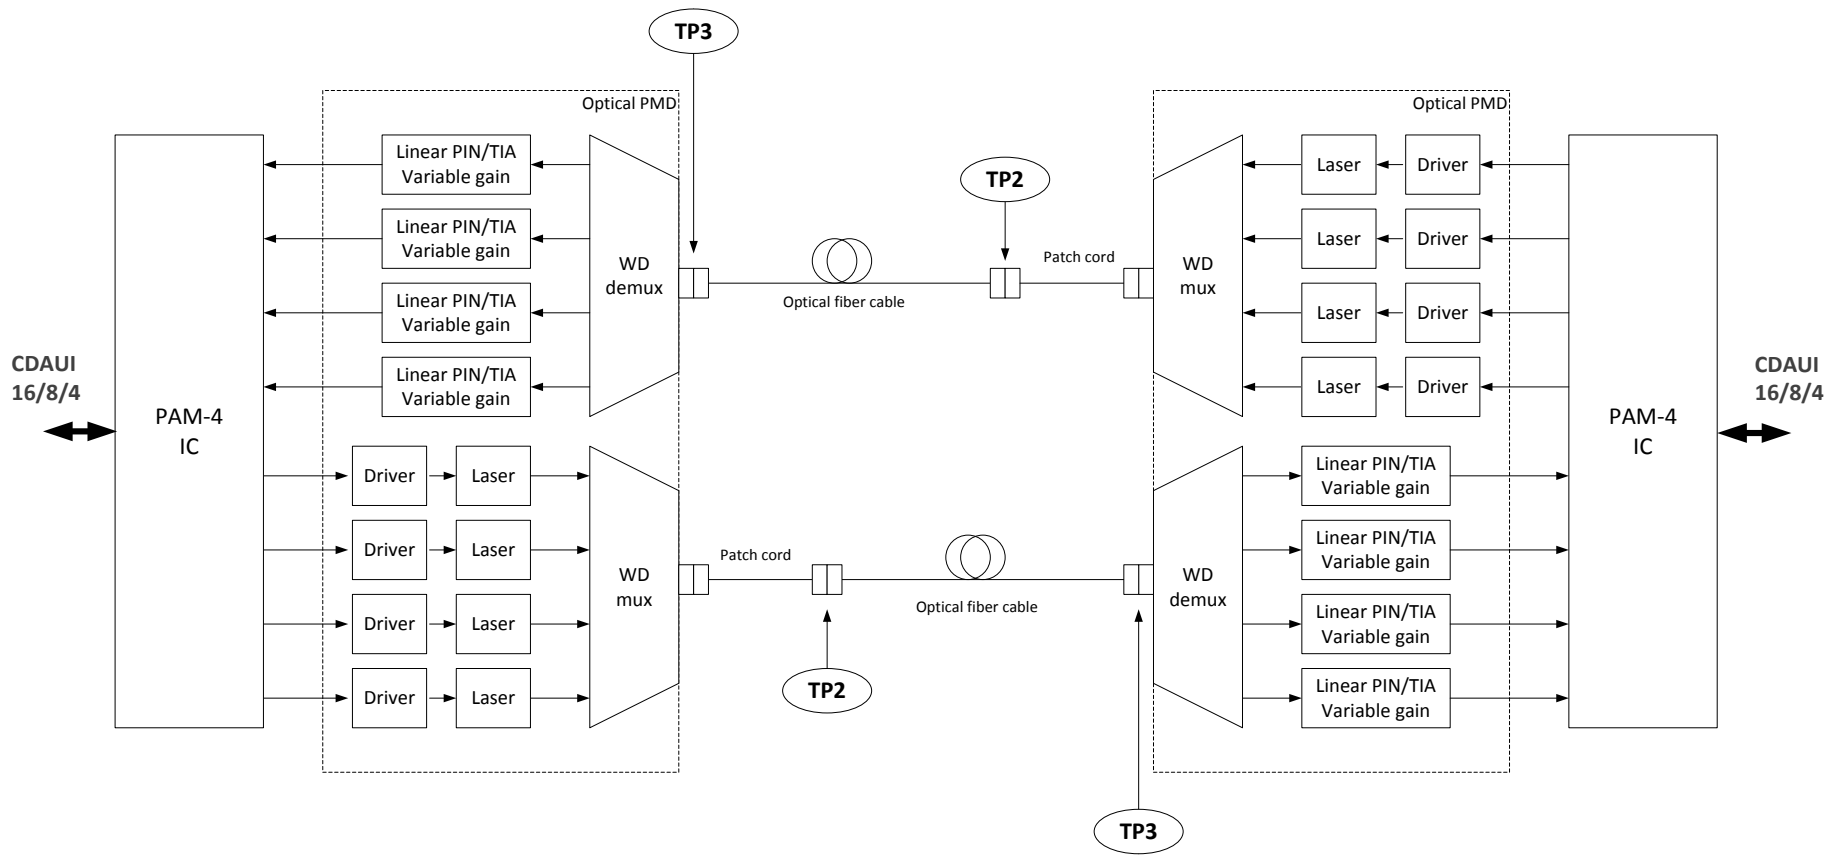 TP3
Optical PMD
Optical PMD
Linear PIN/TIA
Variable gain
Linear PIN/TIA
Variable gain
Linear PIN/TIA
Variable gain
Linear PIN/TIA
Variable gain
WD
demux
TP2
Patch cord
Optical fiber cable
WD
mux
Laser
Driver
Laser
Driver
Laser
Driver
Laser
Driver
CDAUI
16/8/4
PAM-4
IC
PAM-4
IC
CDAUI
16/8/4
Driver
Laser
Driver
Laser
Driver
Laser
Driver
Laser
WD
mux
Patch cord
Optical fiber cable
TP2
WD
demux
Linear PIN/TIA
Variable gain
Linear PIN/TIA
Variable gain
Linear PIN/TIA
Variable gain
Linear PIN/TIA
Variable gain
TP3